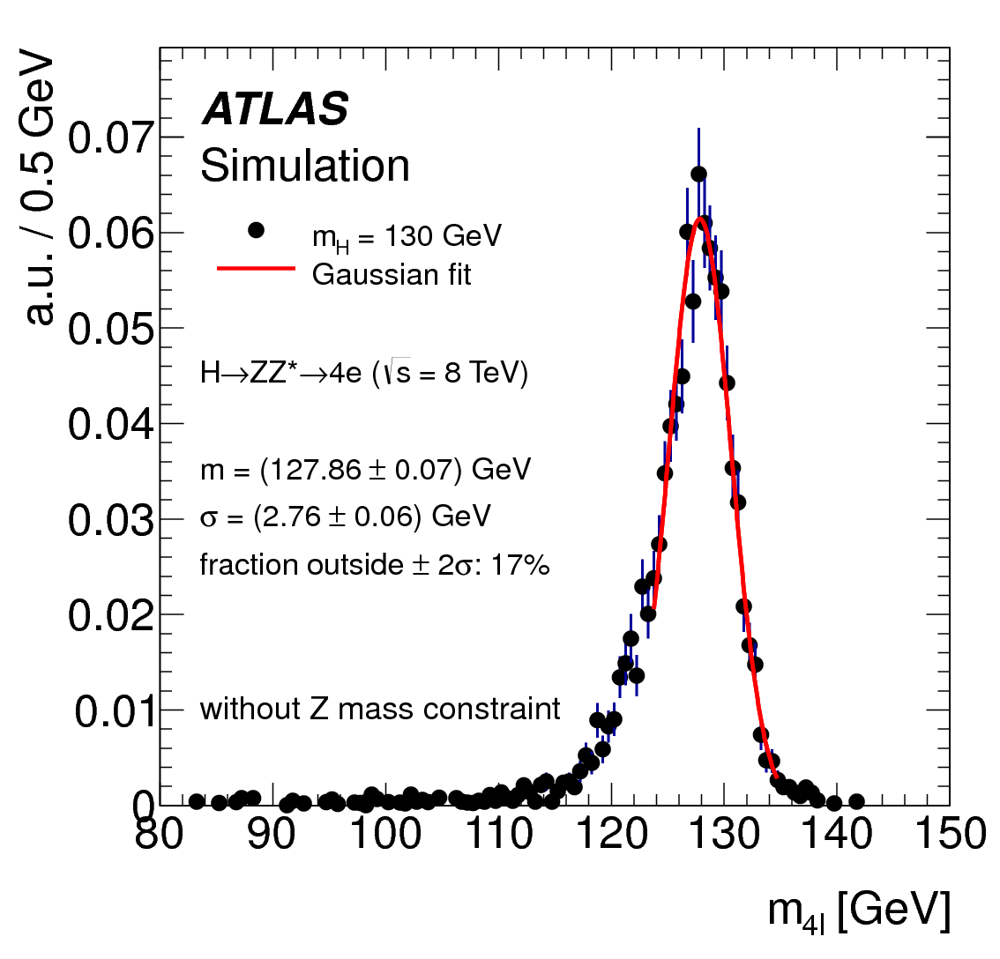 a.u. / 0.5 GeV
0.07
0.06
0.05
0.04
0.03
0.02
0.01
0
ATLAS
Simulation
m_H = 130 GeV
Gaussian fit
H→ZZ*→4e (√s = 8 TeV)
m = (127.86 ± 0.07) GeV
σ = (2.76 ± 0.06) GeV
fraction outside ± 2σ: 17%
without Z mass constraint
80 90 100 110 120 130 140 150
m_4l [GeV]